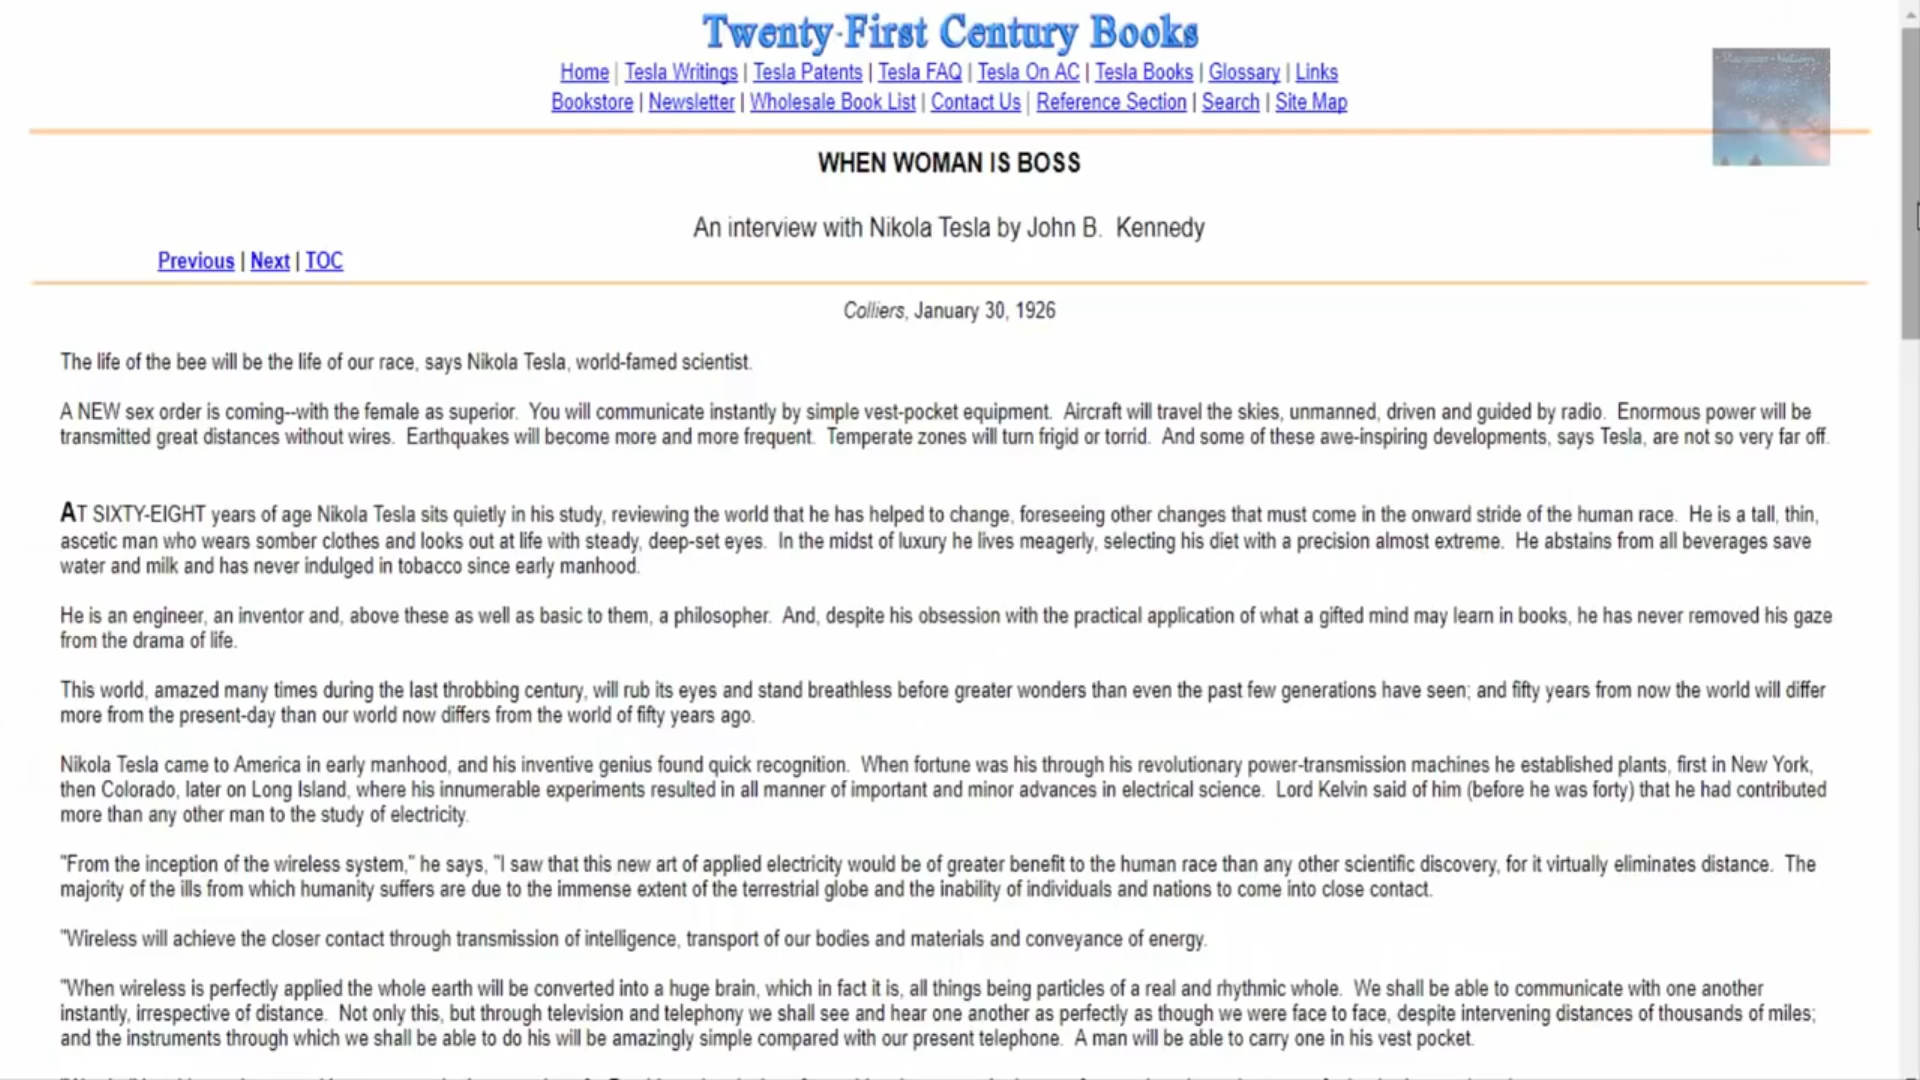 Twenty-First Century Books
Home | Tesla Writings | Tesla Patents | Tesla FAQ | Tesla On AC | Tesla Books | Glossary | Links
Bookstore | Newsletter | Wholesale Book List | Contact Us | Reference Section | Search | Site Map
WHEN WOMAN IS BOSS
An interview with Nikola Tesla by John B. Kennedy
Previous | Next | TOC
Colliers, January 30, 1926
The life of the bee will be the life of our race, says Nikola Tesla, world-famed scientist.
A NEW sex order is coming--with the female as superior. You will communicate instantly by simple vest-pocket equipment. Aircraft will travel the skies, unmanned, driven and guided by radio. Enormous power will be
transmitted great distances without wires. Earthquakes will become more and more frequent. Temperate zones will turn frigid or torrid. And some of these awe-inspiring developments, says Tesla, are not so very far off.
AT SIXTY-EIGHT years of age Nikola Tesla sits quietly in his study, reviewing the world that he has helped to change, foreseeing other changes that must come in the onward stride of the human race. He is a tall, thin,
ascetic man who wears somber clothes and looks out at life with steady, deep-set eyes. In the midst of luxury he lives meagerly, selecting his diet with a precision almost extreme. He abstains from all beverages save
water and milk and has never indulged in tobacco since early manhood.
He is an engineer, an inventor and, above these as well as basic to them, a philosopher. And, despite his obsession with the practical application of what a gifted mind may learn in books, he has never removed his gaze
from the drama of life.
This world, amazed many times during the last throbbing century, will rub its eyes and stand breathless before greater wonders than even the past few generations have seen; and fifty years from now the world will differ
more from the present-day than our world now differs from the world of fifty years ago.
Nikola Tesla came to America in early manhood, and his inventive genius found quick recognition. When fortune was his through his revolutionary power-transmission machines he established plants, first in New York,
then Colorado, later on Long Island, where his innumerable experiments resulted in all manner of important and minor advances in electrical science. Lord Kelvin said of him (before he was forty) that he had contributed
more than any other man to the study of electricity.
"From the inception of the wireless system," he says, "I saw that this new art of applied electricity would be of greater benefit to the human race than any other scientific discovery, for it virtually eliminates distance. The
majority of the ills from which humanity suffers are due to the immense extent of the terrestrial globe and the inability of individuals and nations to come into close contact.
"Wireless will achieve the closer contact through transmission of intelligence, transport of our bodies and materials and conveyance of energy.
"When wireless is perfectly applied the whole earth will be converted into a huge brain, which in fact it is, all things being particles of a real and rhythmic whole. We shall be able to communicate with one another
instantly, irrespective of distance. Not only this, but through television and telephony we shall see and hear one another as perfectly as though we were face to face, despite intervening distances of thousands of miles;
and the instruments through which we shall be able to do his will be amazingly simple compared with our present telephone. A man will be able to carry one in his vest pocket.